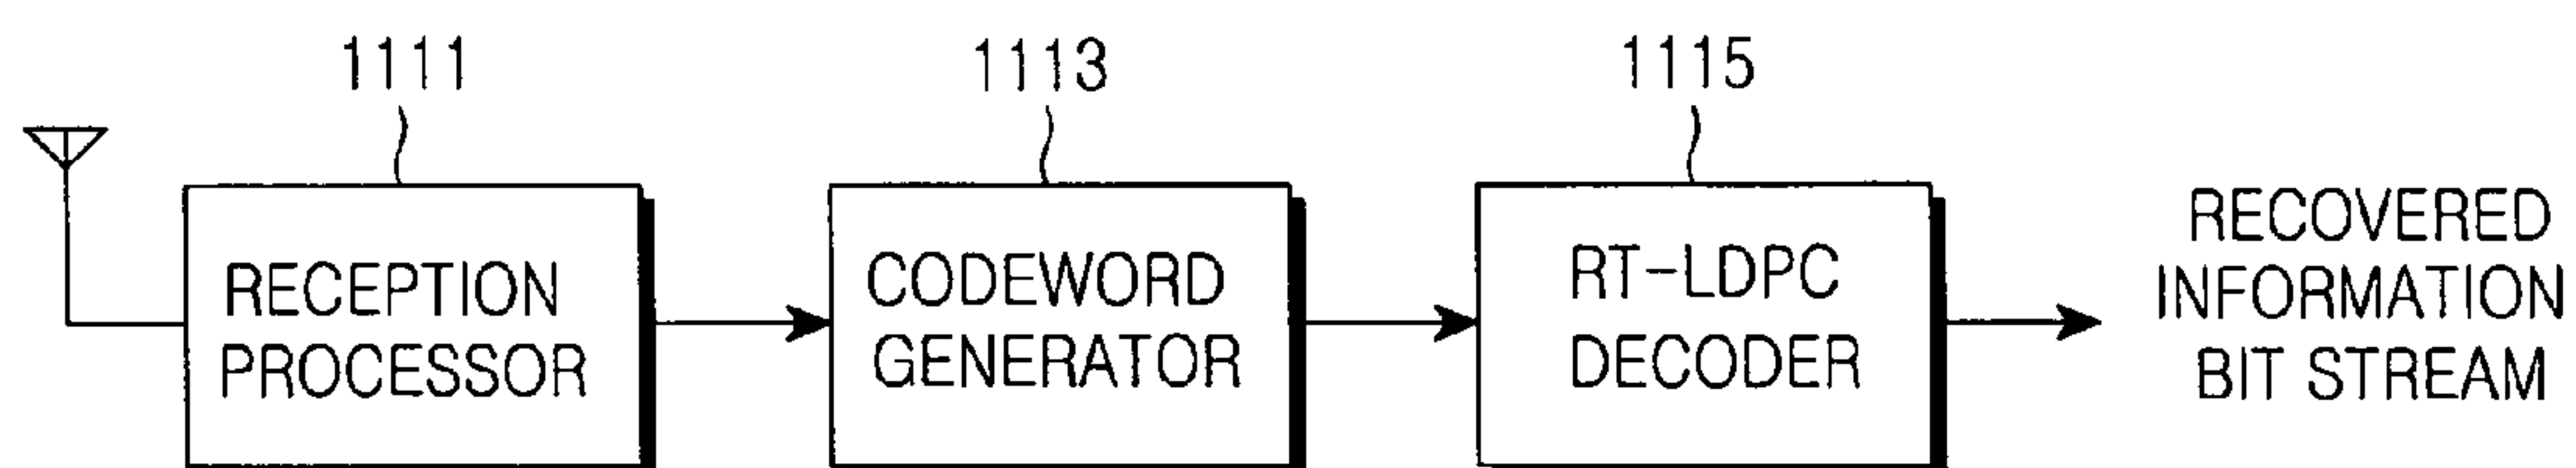 1111
1113
1115
RECEPTION
PROCESSOR
CODEWORD
GENERATOR
RT-LDPC
DECODER
RECOVERED
INFORMATION
BIT STREAM